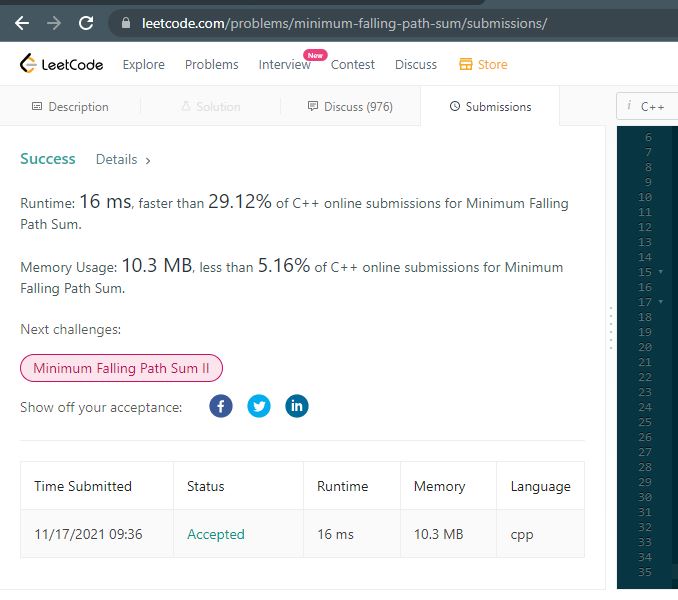 leetcode.com/problems/minimum-falling-path-sum/submissions/
LeetCode Explore Problems Interview New Contest Discuss Store
Description Solution Discuss (976) Submissions i C++
Success Details >
Runtime: 16 ms, faster than 29.12% of C++ online submissions for Minimum Falling
Path Sum.
Memory Usage: 10.3 MB, less than 5.16% of C++ online submissions for Minimum
Falling Path Sum.
Next challenges:
Minimum Falling Path Sum II
Show off your acceptance: f in
Time Submitted Status Runtime Memory Language
11/17/2021 09:36 Accepted 16 ms 10.3 MB cpp
6
7
8
9
10
11
12
13
14
15
16
17
18
19
20
21
22
23
24
25
26
27
28
29
30
31
32
33
34
35